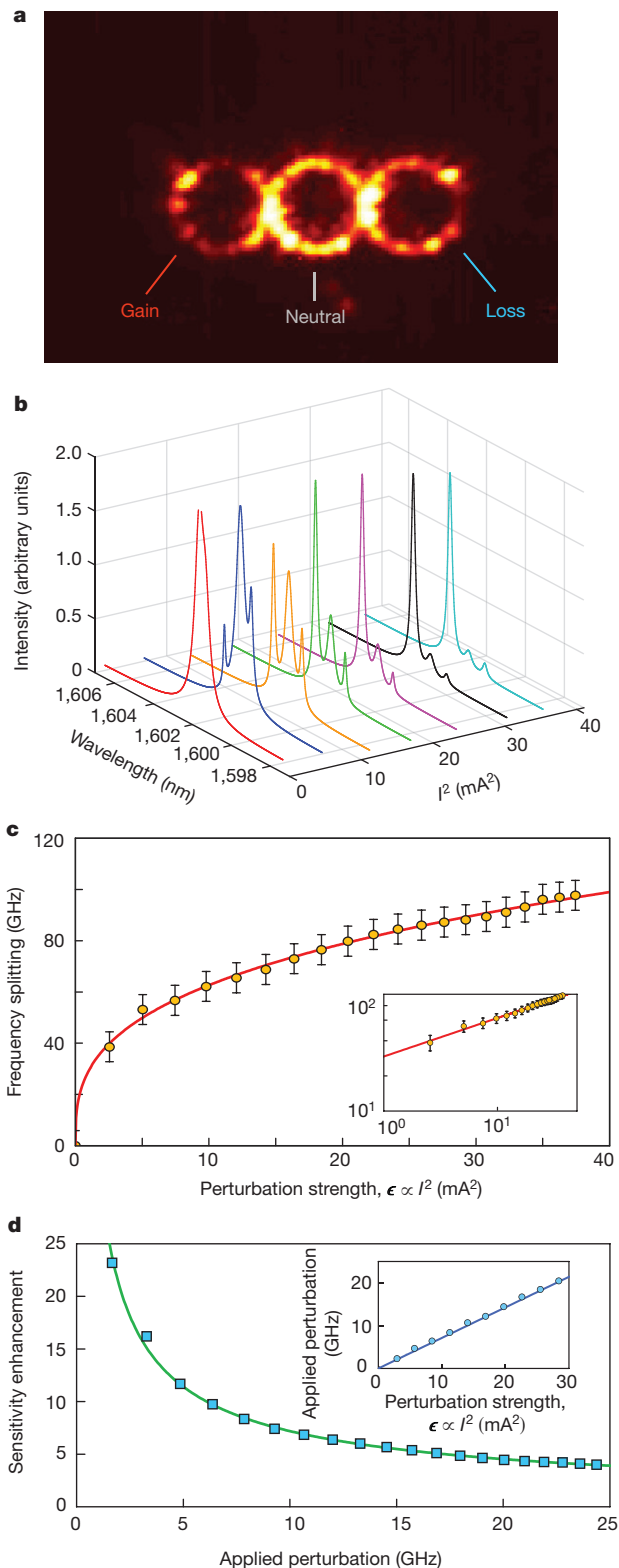 a
Gain
Neutral
Loss
b
Intensity (arbitrary units)
2.0
1.5
1.0
0.5
0
1,606
1,604
1,602
1,600
1,598
Wavelength (nm)
0
10
20
30
40
I² (mA²)
c
Frequency splitting (GHz)
120
80
40
0
10²
10¹
10⁰
10¹
0
10
20
30
40
Perturbation strength, ϵ ∝ I² (mA²)
d
Sensitivity enhancement
25
20
15
10
5
0
Applied perturbation
(GHz)
20
10
0
0
10
20
30
Perturbation strength,
ϵ ∝ I² (mA²)
0
5
10
15
20
25
Applied perturbation (GHz)